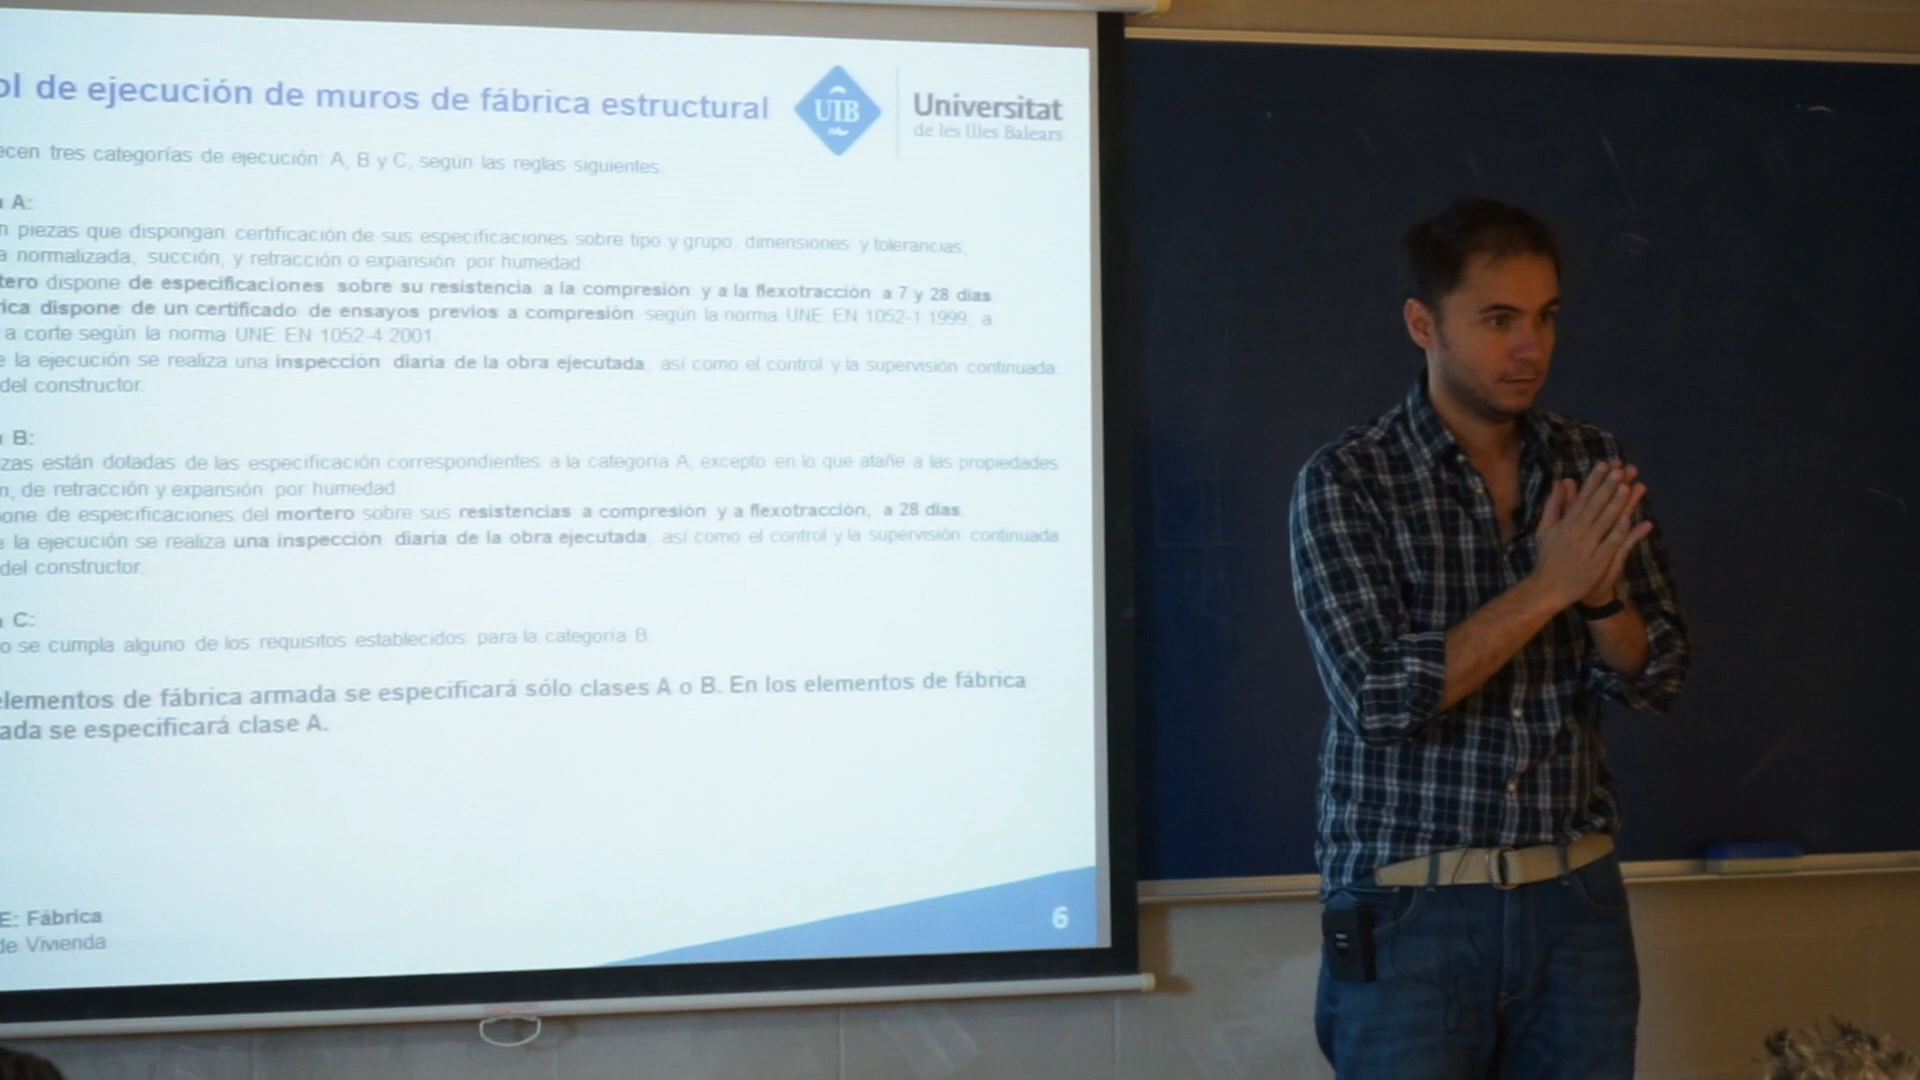 ol de ejecución de muros de fábrica estructural
UIB
Universitat
de les Illes Balears
ecen tres categorías de ejecución: A, B y C, según las reglas siguientes.
A:
n piezas que dispongan certificación de sus especificaciones sobre tipo y grupo, dimensiones y tolerancias,
a normalizada, succión, y retracción o expansión por humedad.
tero dispone de especificaciones sobre su resistencia a la compresión y a la flexotracción a 7 y 28 dias
rica dispone de un certificado de ensayos previos a compresión según la norma UNE EN 1052-1:1999, a
a corte según la norma UNE EN 1052-4:2001
e la ejecución se realiza una inspección diaria de la obra ejecutada, así como el control y la supervisión continuada
del constructor.
B:
zas están dotadas de las especificación correspondientes a la categoría A, excepto en lo que atañe a las propiedades
n, de retracción y expansión por humedad.
one de especificaciones del mortero sobre sus resistencias a compresión y a flexotracción, a 28 dias
e la ejecución se realiza una inspección diaria de la obra ejecutada, así como el control y la supervisión continuada
del constructor.
C:
o se cumpla alguno de los requisitos establecidos para la categoría B
elementos de fábrica armada se especificará sólo clases A o B. En los elementos de fábrica
ada se especificará clase A.
E: Fábrica
de Vivienda
6